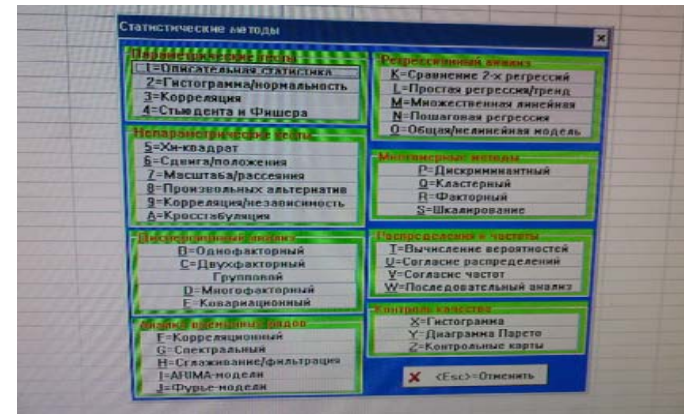 Статистические методы
Параметрические тесты
1=Описательная статистика
2=Гистограмма/нормальность
3=Корреляция
4=Стьюдента и Фишера
Непараметрические тесты
5=Хи-квадрат
6=Сдвига/положения
7=Масштаба/рассеяния
8=Произвольных альтернатив
9=Корреляция/независимость
A=Кросстабуляция
Дисперсионный анализ
B=Однофакторный
C=Двухфакторный
Групповой
D=Многофакторный
E=Ковариационный
Анализ временных рядов
F=Корреляционный
G=Спектральный
H=Сглаживание/фильтрация
I=ARIMA-модели
J=Фурье-модели
Регрессионный анализ
K=Сравнение 2-х регрессий
L=Простая регрессия/тренд
M=Множественная линейная
N=Пошаговая регрессия
O=Общая/нелинейная модель
Многомерные методы
P=Дискриминантный
Q=Кластерный
R=Факторный
S=Шкалирование
Распределения и частоты
T=Вычисление вероятностей
U=Согласие распределений
V=Согласие частот
W=Последовательный анализ
Контроль качества
X=Гистограмма
Y=Диаграмма Парето
Z=Контрольные карты
<Esc>=Отменить